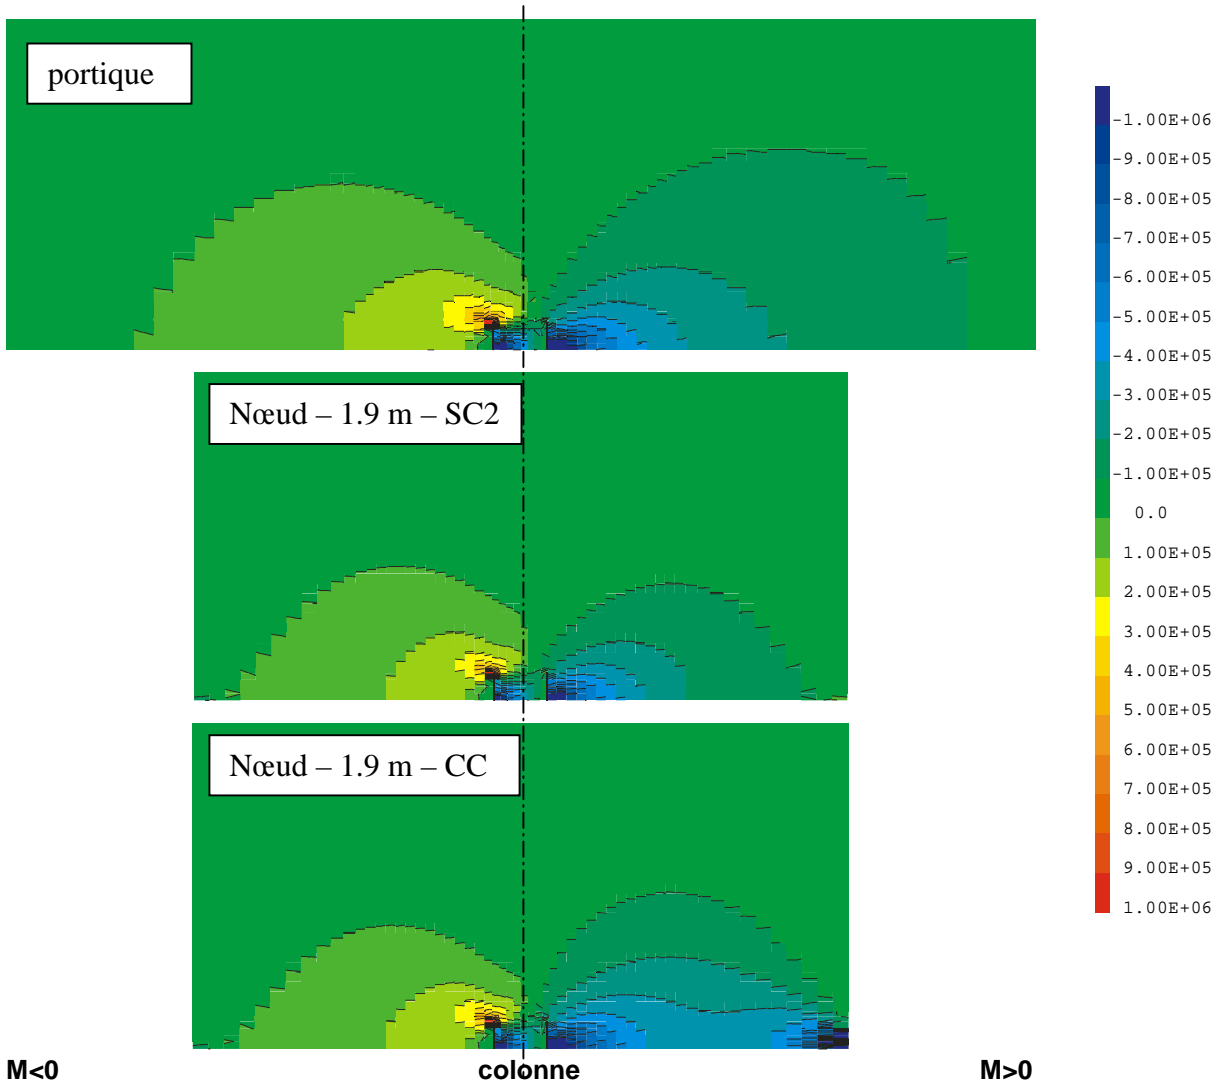 portique
-1.00E+06
-9.00E+05
-8.00E+05
-7.00E+05
-6.00E+05
-5.00E+05
-4.00E+05
-3.00E+05
-2.00E+05
-1.00E+05
0.0
1.00E+05
2.00E+05
3.00E+05
4.00E+05
5.00E+05
6.00E+05
7.00E+05
8.00E+05
9.00E+05
1.00E+06
Nœud – 1.9 m – SC2
Nœud – 1.9 m – CC
M<0 colonne M>0